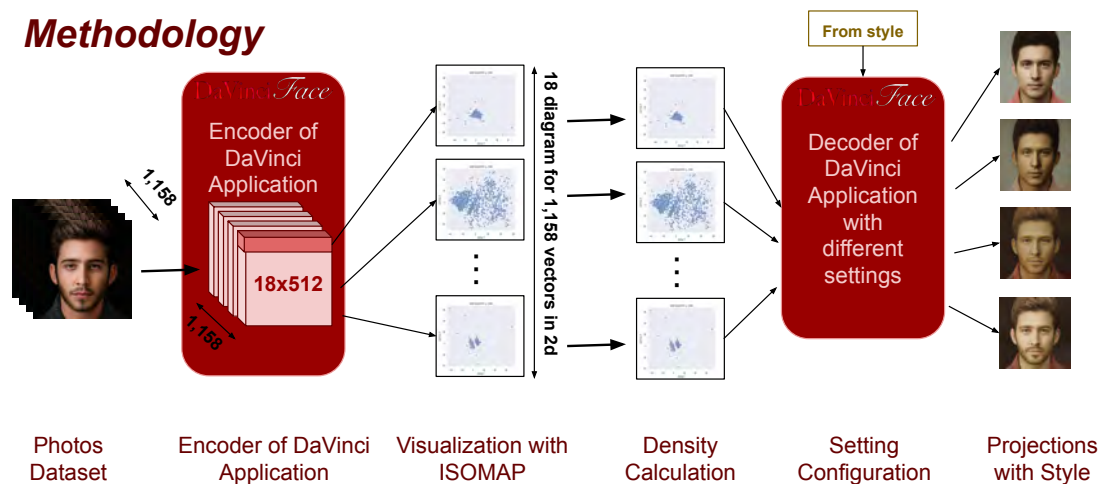 Methodology
From style
DaVinciFace
Encoder of
DaVinci
Application
1,158
18x512
1,158
18 diagram for 1,158 vectors in 2d
DaVinciFace
Decoder of
DaVinci
Application
with
different
settings
Photos
Dataset
Encoder of DaVinci
Application
Visualization with
ISOMAP
Density
Calculation
Setting
Configuration
Projections
with Style